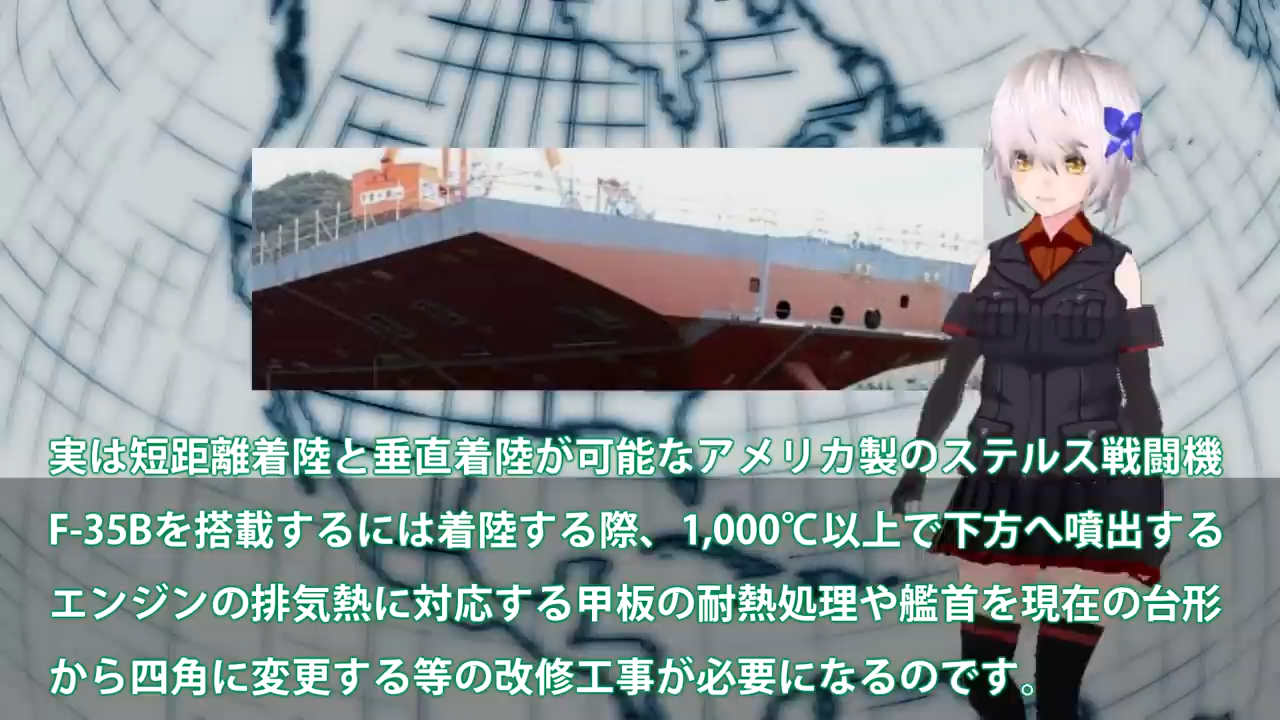 実は短距離着陸と垂直着陸が可能なアメリカ製のステルス戦闘機
F-35Bを搭載するには着陸する際、1,000℃以上で下方へ噴出する
エンジンの排気熱に対応する甲板の耐熱処理や艦首を現在の台形
から四角に変更する等の改修工事が必要になるのです。